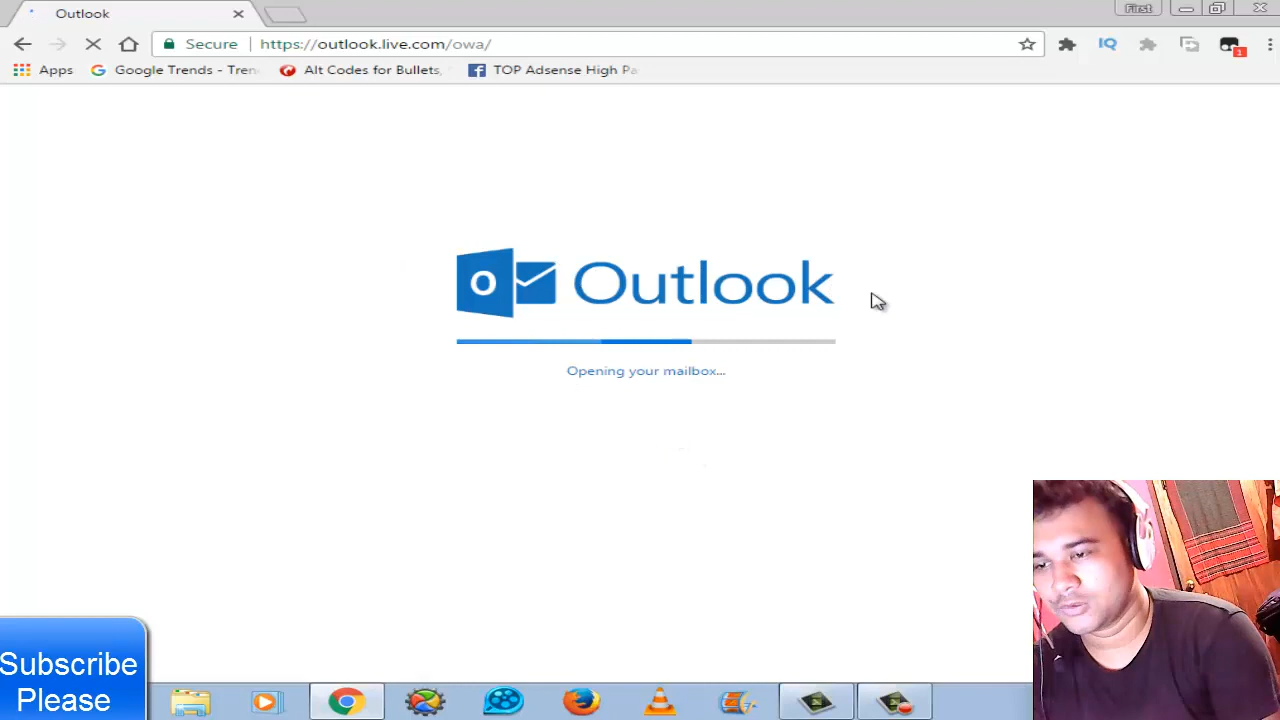 Outlook
First
Secure
https://outlook.live.com/owa/
Apps
Google Trends - Tren
Alt Codes for Bullets,
TOP Adsense High Pa
1
Outlook
Opening your mailbox...
Subscribe
Please